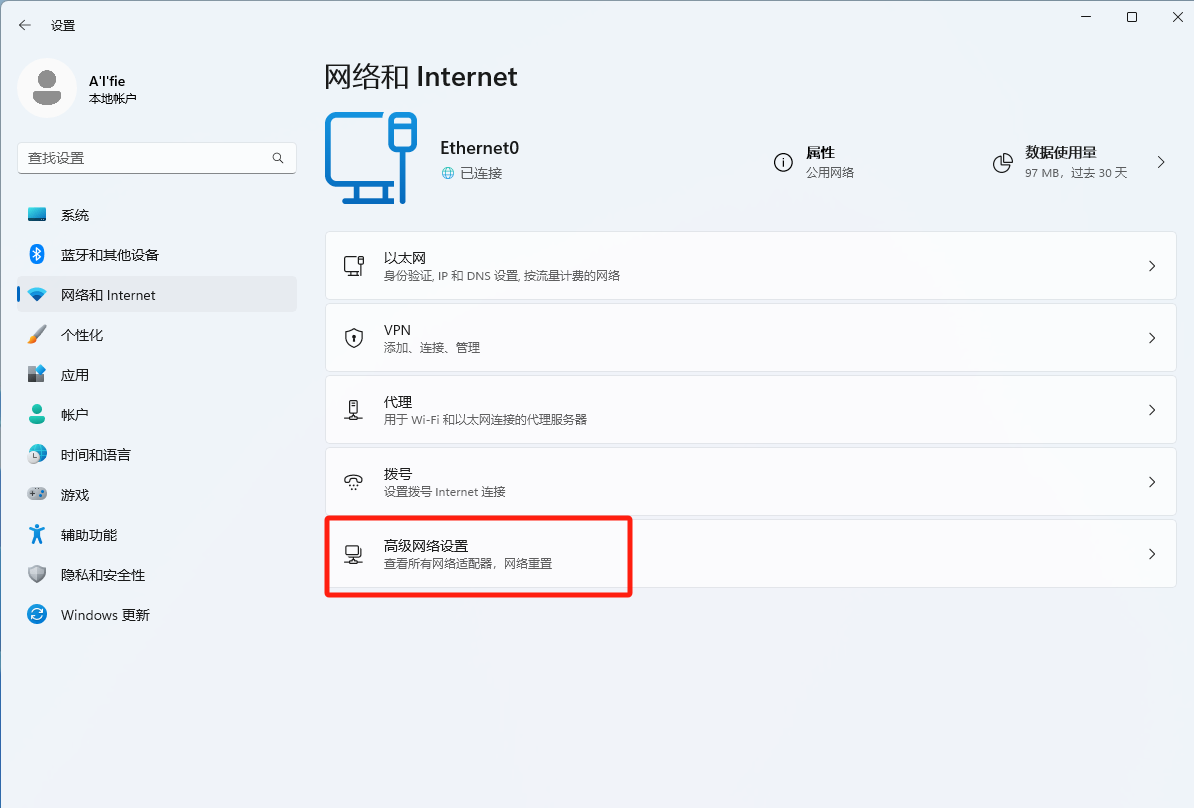 设置
A'l'fie
本地帐户
查找设置
系统
蓝牙和其他设备
网络和 Internet
个性化
应用
帐户
时间和语言
游戏
辅助功能
隐私和安全性
Windows 更新
网络和 Internet
Ethernet0
已连接
属性
公用网络
数据使用量
97 MB，过去 30 天
以太网
身份验证, IP 和 DNS 设置, 按流量计费的网络
VPN
添加、连接、管理
代理
用于 Wi-Fi 和以太网连接的代理服务器
拨号
设置拨号 Internet 连接
高级网络设置
查看所有网络适配器，网络重置